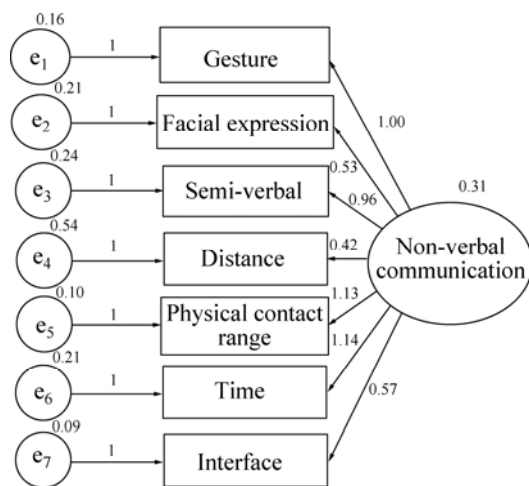 0.16
e1 1 Gesture
1.00
0.21
e2 1 Facial expression
0.53
0.24
e3 1 Semi-verbal
0.96
0.31
0.54
e4 1 Distance
0.42
Non-verbal
communication
0.10
e5 1 Physical contact
range
1.13
1.14
0.21
e6 1 Time
0.57
0.09
e7 1 Interface